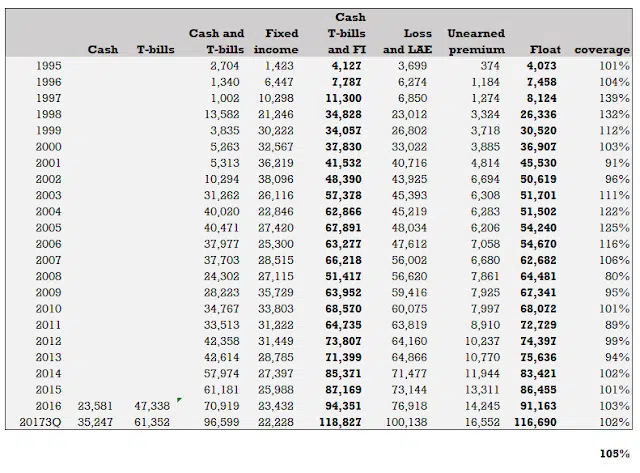 Cash
Cash and Fixed T-bills Loss Unearned
Cash T-bills T-bills income and FI and LAE premium Float coverage
1995 2,704 1,423 4,127 3,699 374 4,073 101%
1996 1,340 6,447 7,787 6,274 1,184 7,458 104%
1997 1,002 10,298 11,300 6,850 1,274 8,124 139%
1998 13,582 21,246 34,828 23,012 3,324 26,336 132%
1999 3,835 30,222 34,057 26,802 3,718 30,520 112%
2000 5,263 32,567 37,830 33,022 3,885 36,907 103%
2001 5,313 36,219 41,532 40,716 4,814 45,530 91%
2002 10,294 38,096 48,390 43,925 6,694 50,619 96%
2003 31,262 26,116 57,378 45,393 6,308 51,701 111%
2004 40,020 22,846 62,866 45,219 6,283 51,502 122%
2005 40,471 27,420 67,891 48,034 6,206 54,240 125%
2006 37,977 25,300 63,277 47,612 7,058 54,670 116%
2007 37,703 28,515 66,218 56,002 6,680 62,682 106%
2008 24,302 27,115 51,417 56,620 7,861 64,481 80%
2009 28,223 35,729 63,952 59,416 7,925 67,341 95%
2010 34,767 33,803 68,570 60,075 7,997 68,072 101%
2011 33,513 31,222 64,735 63,819 8,910 72,729 89%
2012 42,358 31,449 73,807 64,160 10,237 74,397 99%
2013 42,614 28,785 71,399 64,866 10,770 75,636 94%
2014 57,974 27,397 85,371 71,477 11,944 83,421 102%
2015 61,181 25,988 87,169 73,144 13,311 86,455 101%
2016 23,581 47,338 70,919 23,432 94,351 76,918 14,245 91,163 103%
20173Q 35,247 61,352 96,599 22,228 118,827 100,138 16,552 116,690 102%
105%